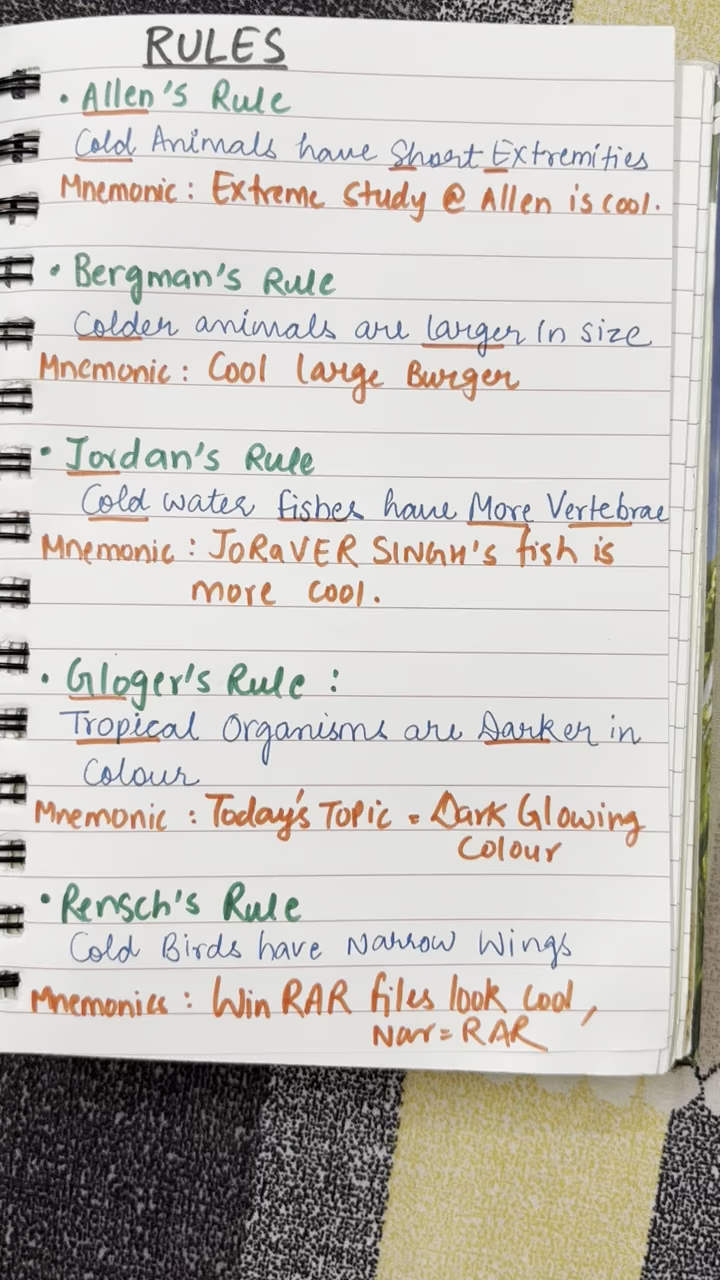 RULES
• Allen's Rule
Cold Animals have Short Extremities
Mnemonic : Extreme Study @ Allen is cool.
• Bergman's Rule
Colder animals are larger in size
Mnemonic : Cool large Burger
• Jordan's Rule
Cold water fishes have More Vertebrae
Mnemonic : JORaVER SINGH's fish is
more cool.
• Gloger's Rule :
Tropical Organisms are Darker in
Colour
Mnemonic : Today's TOPIC = Dark Glowing
Colour
• Rensch's Rule
Cold Birds have Narrow Wings
Mnemonics : Win RAR files look cool,
Nar = RAR